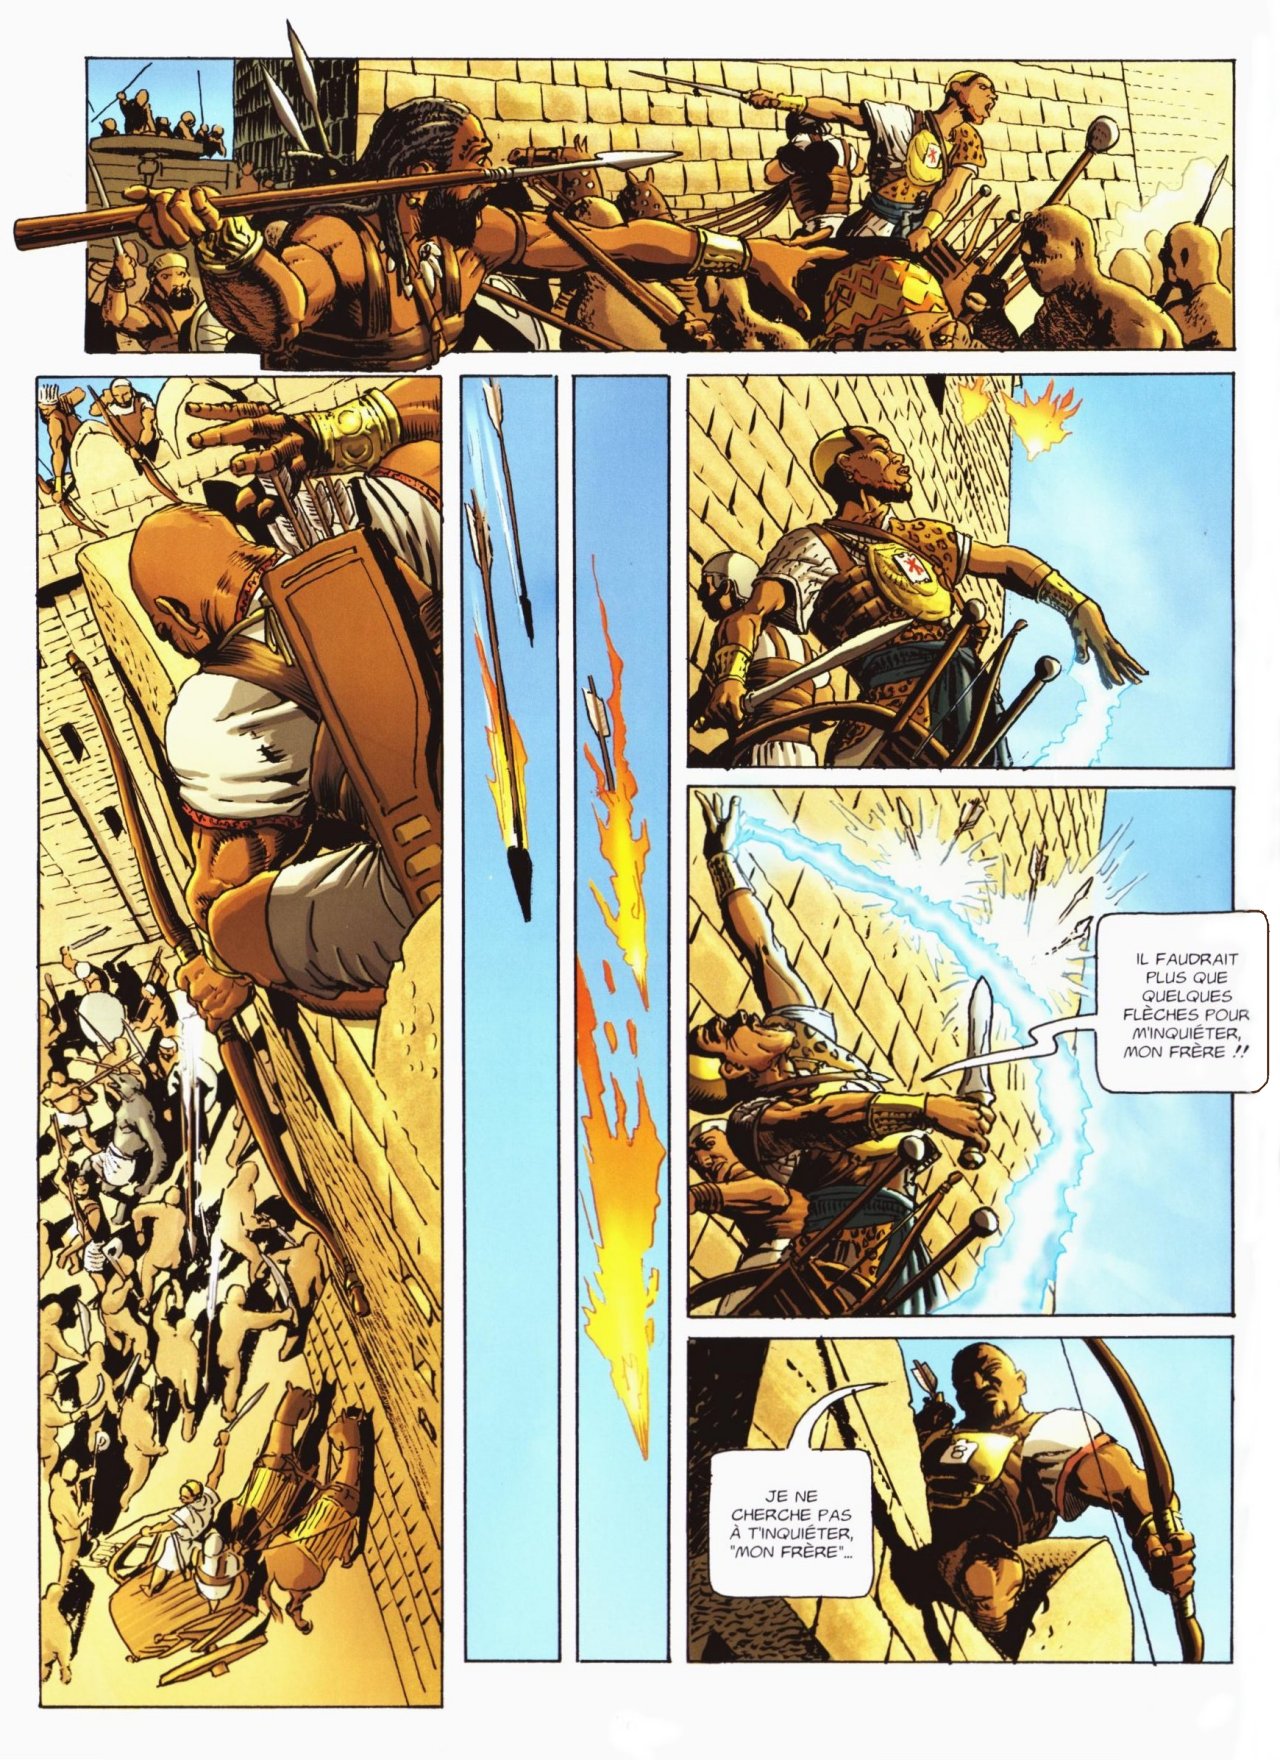 IL FAUDRAIT
PLUS QUE
QUELQUES
FLÈCHES POUR
M'INQUIÉTER,
MON FRÈRE !!
JE NE
CHERCHE PAS
À T'INQUIÉTER,
"MON FRÈRE"...